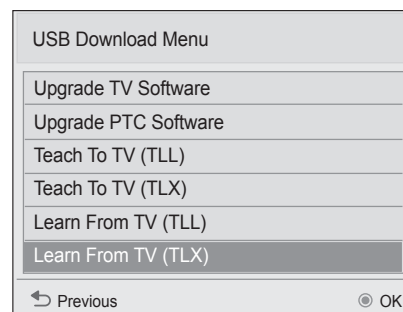 USB Download Menu
Upgrade TV Software
Upgrade PTC Software
Teach To TV (TLL)
Teach To TV (TLX)
Learn From TV (TLL)
Learn From TV (TLX)
Previous
OK